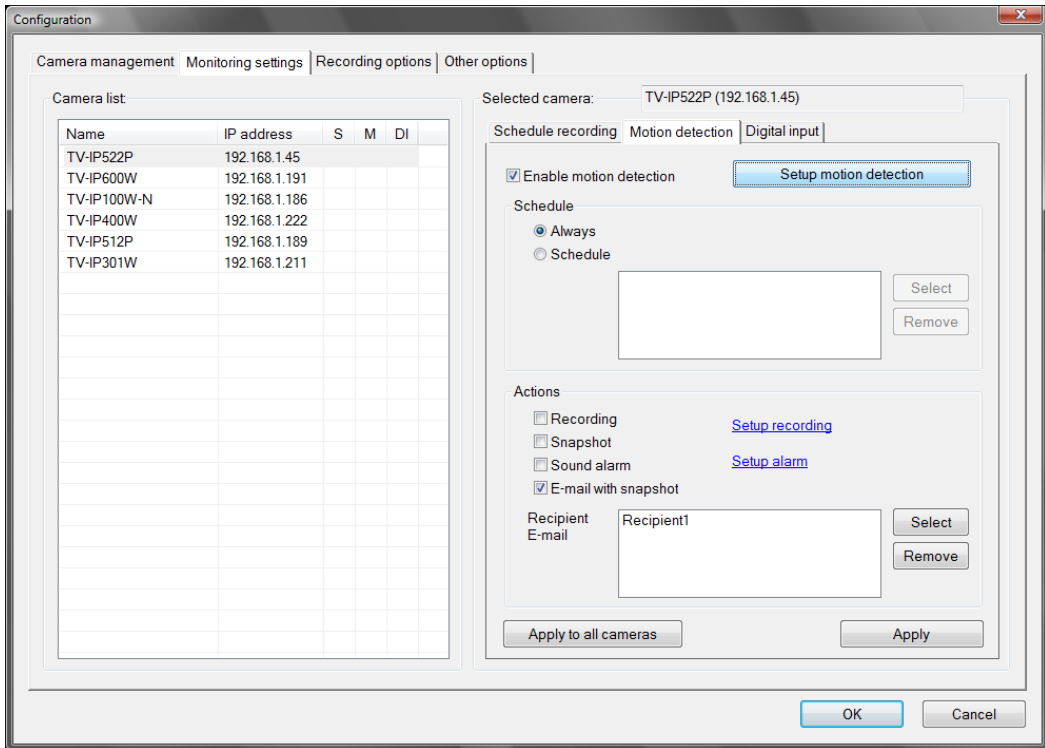 Configuration
X
Camera management Monitoring settings Recording options Other options
Camera list:
Name IP address S M DI
TV-IP522P 192.168.1.45
TV-IP600W 192.168.1.191
TV-IP100W-N 192.168.1.186
TV-IP400W 192.168.1.222
TV-IP512P 192.168.1.189
TV-IP301W 192.168.1.211
Selected camera: TV-IP522P (192.168.1.45)
Schedule recording Motion detection Digital input
Enable motion detection Setup motion detection
Schedule
Always
Schedule
Select
Remove
Actions
Recording Setup recording
Snapshot
Sound alarm Setup alarm
E-mail with snapshot
Recipient E-mail
Recipient1
Select
Remove
Apply to all cameras Apply
OK Cancel